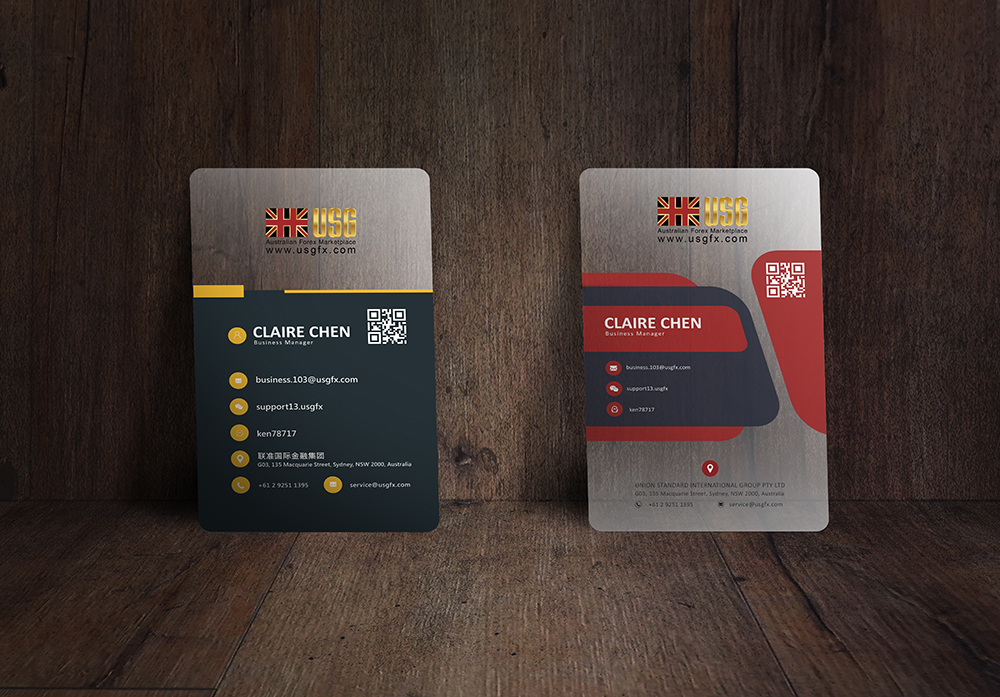 USG
Australian Forex Marketplace
www.usgfx.com
CLAIRE CHEN
Business Manager
business.103@usgfx.com
support13.usgfx
ken78717
联准国际金融集团
G03, 135 Macquarie Street, Sydney, NSW 2000, Australia
+61 2 9251 1395
service@usgfx.com
USG
Australian Forex Marketplace
www.usgfx.com
CLAIRE CHEN
Business Manager
business.103@usgfx.com
support13.usgfx
ken78717
UNION STANDARD INTERNATIONAL GROUP PTY LTD
G03, 135 Macquarie Street, Sydney, NSW 2000, Australia
+61 2 9251 1395
service@usgfx.com